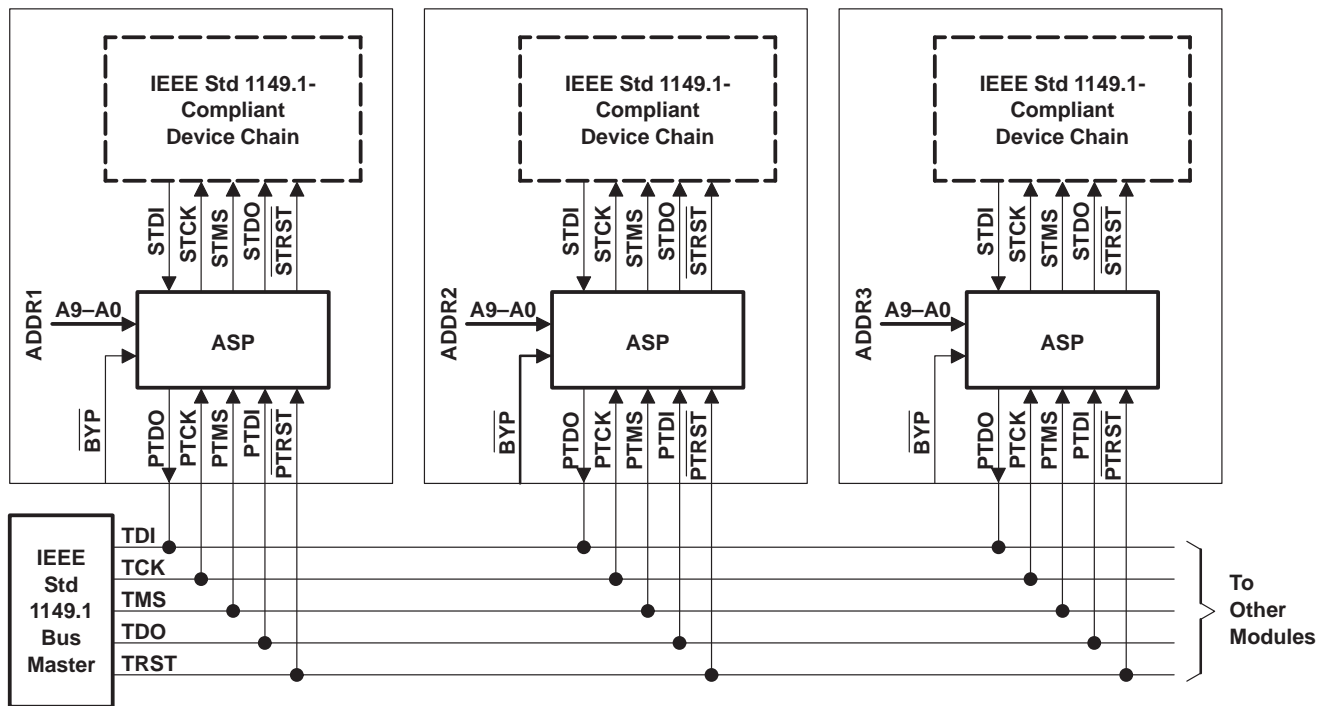 IEEE Std 1149.1-
Compliant
Device Chain
STDI
STCK
STMS
STDO
STRST
ADDR1
A9–A0
ASP
BYP
PTDO
PTCK
PTMS
PTDI
PTRST
IEEE Std 1149.1-
Compliant
Device Chain
STDI
STCK
STMS
STDO
STRST
ADDR2
A9–A0
ASP
BYP
PTDO
PTCK
PTMS
PTDI
PTRST
IEEE Std 1149.1-
Compliant
Device Chain
STDI
STCK
STMS
STDO
STRST
ADDR3
A9–A0
ASP
BYP
PTDO
PTCK
PTMS
PTDI
PTRST
IEEE
Std
1149.1
Bus
Master
TDI
TCK
TMS
TDO
TRST
To
Other
Modules